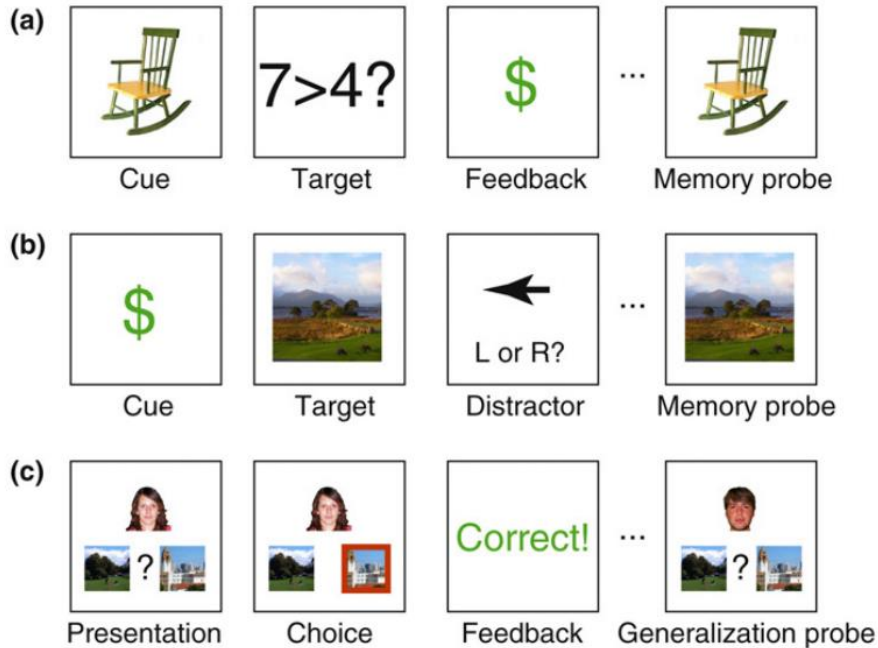 (a)
7>4?
$
...
Cue
Target
Feedback
Memory probe
(b)
$
L or R?
...
Cue
Target
Distractor
Memory probe
(c)
?
Correct!
...
?
Presentation
Choice
Feedback
Generalization probe